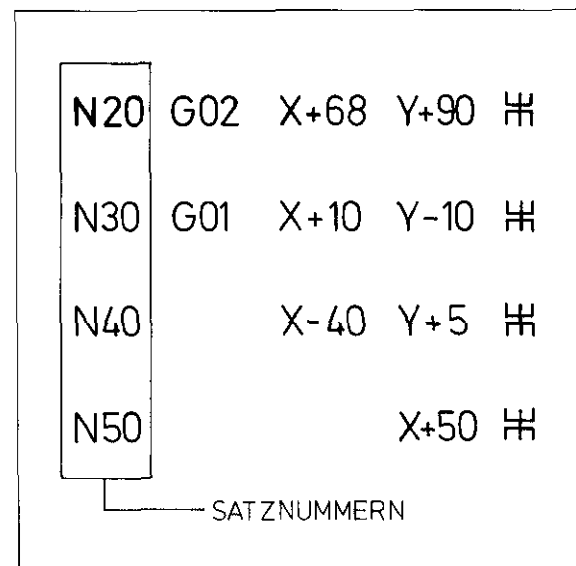 N20 G02 X+68 Y+90 ⌗
N30 G01 X+10 Y-10 ⌗
N40 X-40 Y+5 ⌗
N50 X+50 ⌗
SATZNUMMERN